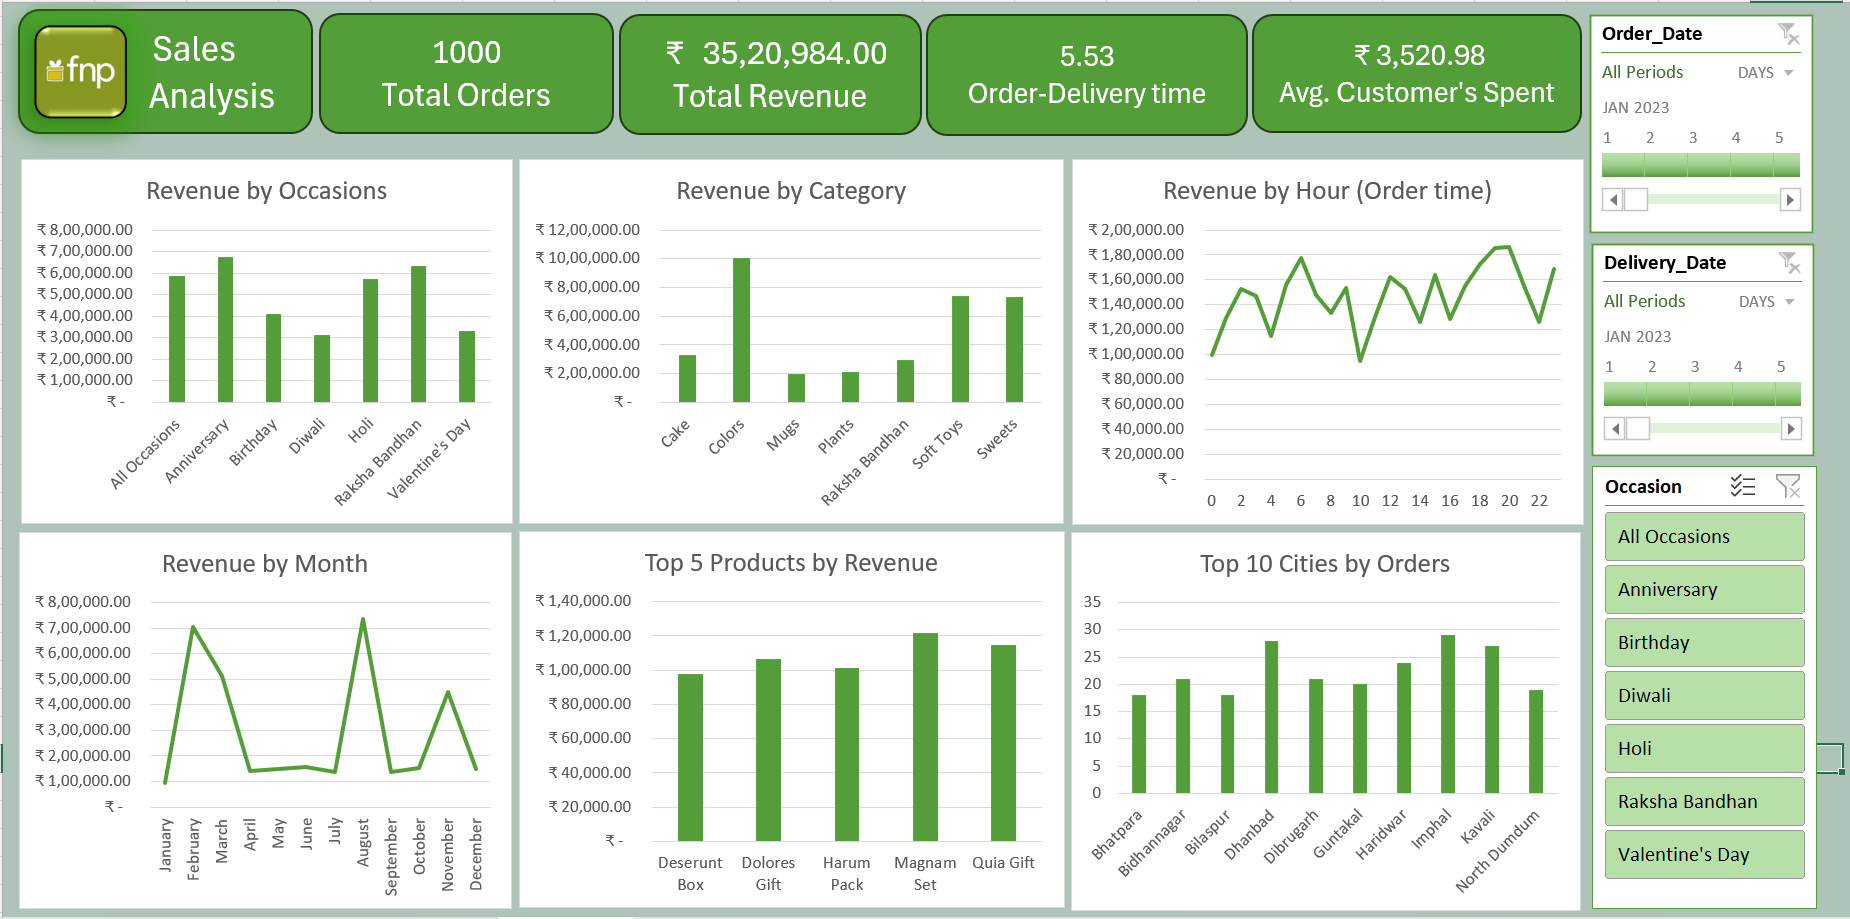 fnp
Sales
Analysis
1000
Total Orders
₹ 35,20,984.00
Total Revenue
5.53
Order-Delivery time
₹ 3,520.98
Avg. Customer's Spent
Order_Date
All Periods
DAYS
JAN 2023
1 2 3 4 5
Delivery_Date
All Periods
DAYS
JAN 2023
1 2 3 4 5
Occasion
All Occasions
Anniversary
Birthday
Diwali
Holi
Raksha Bandhan
Valentine's Day
Revenue by Occasions
₹ 8,00,000.00
₹ 7,00,000.00
₹ 6,00,000.00
₹ 5,00,000.00
₹ 4,00,000.00
₹ 3,00,000.00
₹ 2,00,000.00
₹ 1,00,000.00
₹ -
All Occasions
Anniversary
Birthday
Diwali
Holi
Raksha Bandhan
Valentine's Day
Revenue by Category
₹ 12,00,000.00
₹ 10,00,000.00
₹ 8,00,000.00
₹ 6,00,000.00
₹ 4,00,000.00
₹ 2,00,000.00
₹ -
Cake
Colors
Mugs
Plants
Raksha Bandhan
Soft Toys
Sweets
Revenue by Hour (Order time)
₹ 2,00,000.00
₹ 1,80,000.00
₹ 1,60,000.00
₹ 1,40,000.00
₹ 1,20,000.00
₹ 1,00,000.00
₹ 80,000.00
₹ 60,000.00
₹ 40,000.00
₹ 20,000.00
₹ -
0 2 4 6 8 10 12 14 16 18 20 22
Revenue by Month
₹ 8,00,000.00
₹ 7,00,000.00
₹ 6,00,000.00
₹ 5,00,000.00
₹ 4,00,000.00
₹ 3,00,000.00
₹ 2,00,000.00
₹ 1,00,000.00
₹ -
January
February
March
April
May
June
July
August
September
October
November
December
Top 5 Products by Revenue
₹ 1,40,000.00
₹ 1,20,000.00
₹ 1,00,000.00
₹ 80,000.00
₹ 60,000.00
₹ 40,000.00
₹ 20,000.00
₹ -
Deserunt
Box
Dolores
Gift
Harum
Pack
Magnam
Set
Quia Gift
Top 10 Cities by Orders
35
30
25
20
15
10
5
0
Bhatpara
Bidhannagar
Bilaspur
Dhanbad
Dibrugarh
Guntakal
Haridwar
Imphal
Kavali
North Dumdum